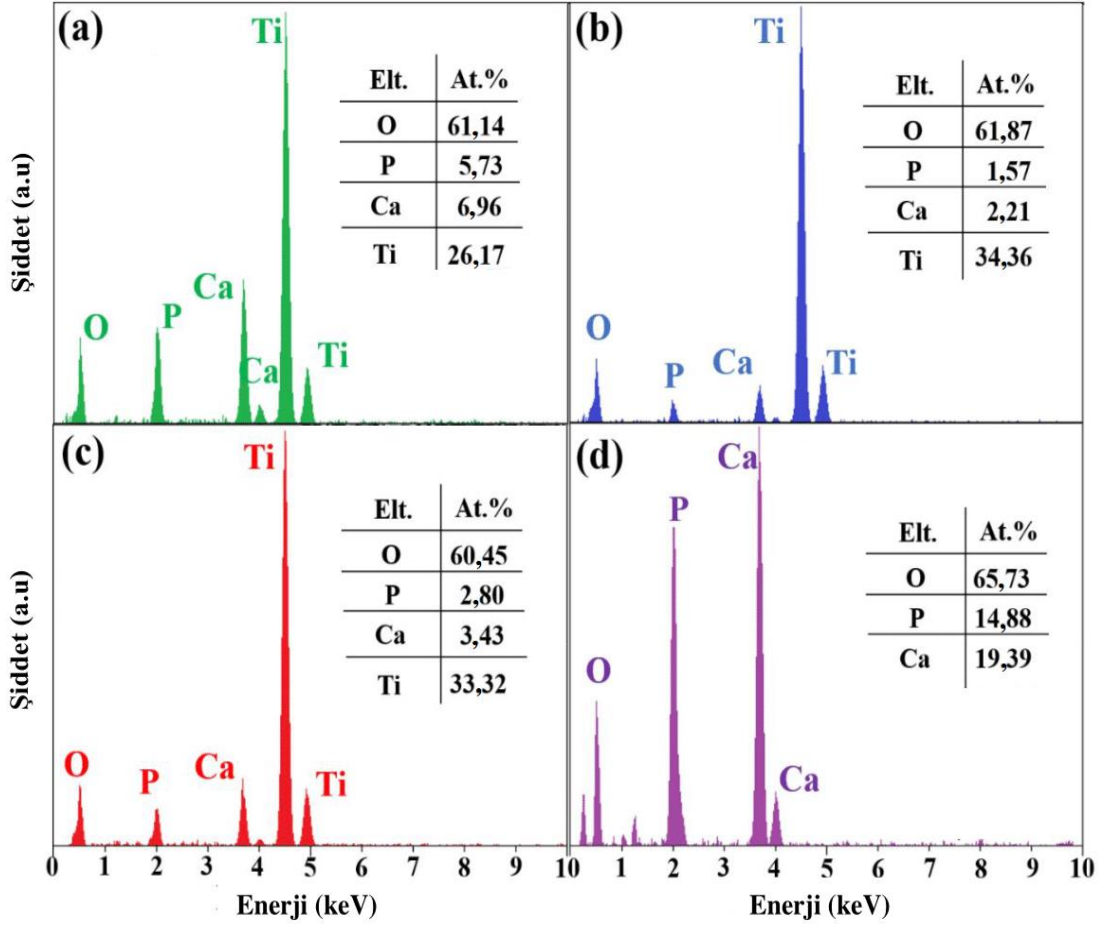 (a)
Ti
Elt. At.%
O 61,14
P 5,73
Ca 6,96
Ti 26,17
Ca
P
O
Ca
Ti
Şiddet (a.u)
(b)
Ti
Elt. At.%
O 61,87
P 1,57
Ca 2,21
Ti 34,36
O
P
Ca
Ti
(c)
Ti
Elt. At.%
O 60,45
P 2,80
Ca 3,43
Ti 33,32
O
P
Ca
Ti
Şiddet (a.u)
0 1 2 3 4 5 6 7 8 9 10
Enerji (keV)
(d)
Ca
P
Elt. At.%
O 65,73
P 14,88
Ca 19,39
O
Ca
1 2 3 4 5 6 7 8 9 10
Enerji (keV)